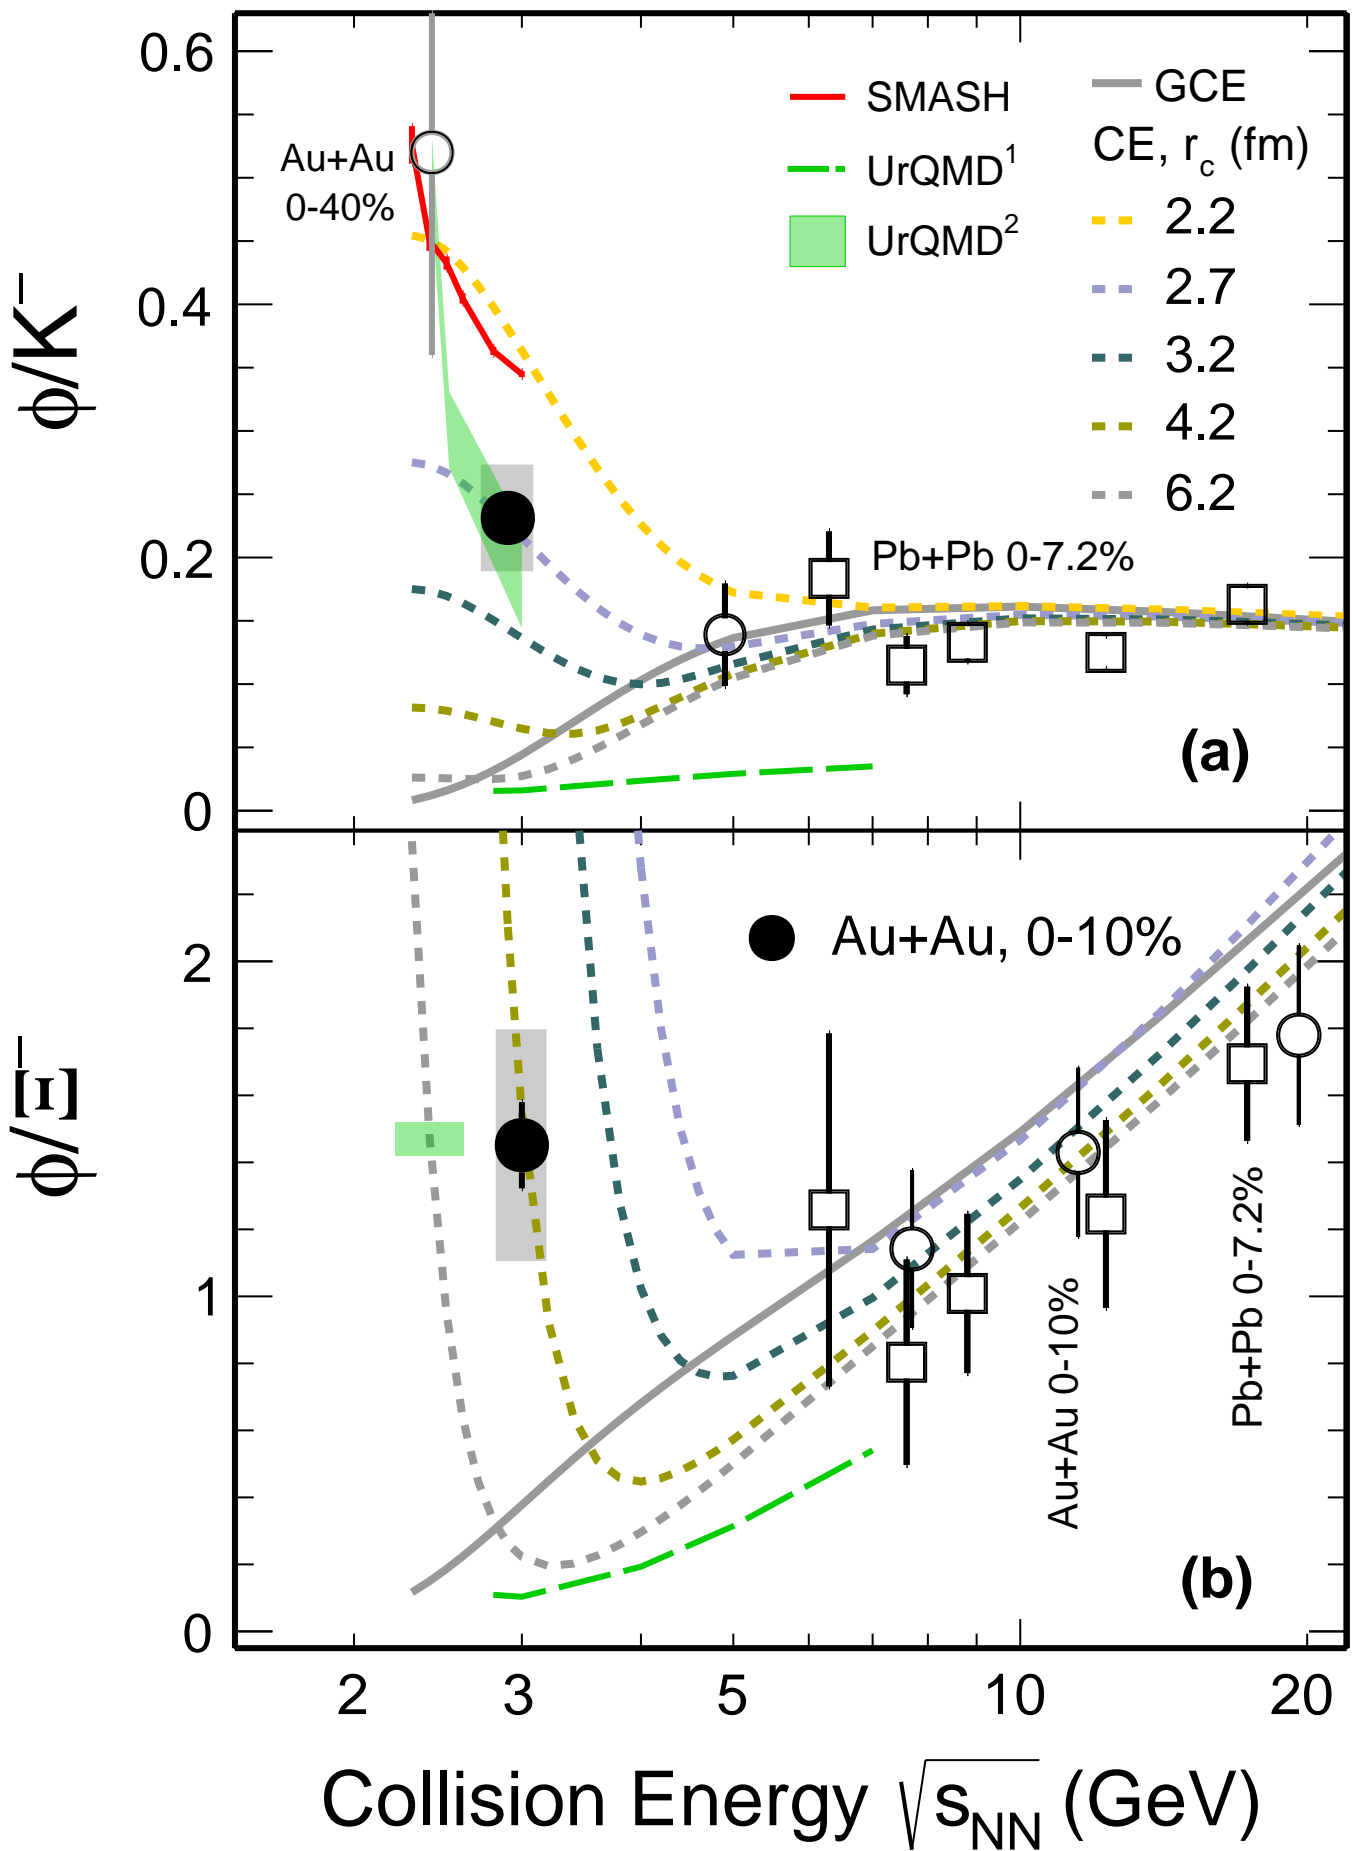 0.6
0.4
0.2
0
ϕ/K⁻
SMASH
UrQMD¹
UrQMD²
GCE
CE, r_c (fm)
2.2
2.7
3.2
4.2
6.2
Au+Au
0-40%
Pb+Pb 0-7.2%
(a)
2
1
0
ϕ/Ξ⁻
Au+Au, 0-10%
Au+Au 0-10%
Pb+Pb 0-7.2%
(b)
2 3 5 10 20
Collision Energy √s_NN (GeV)